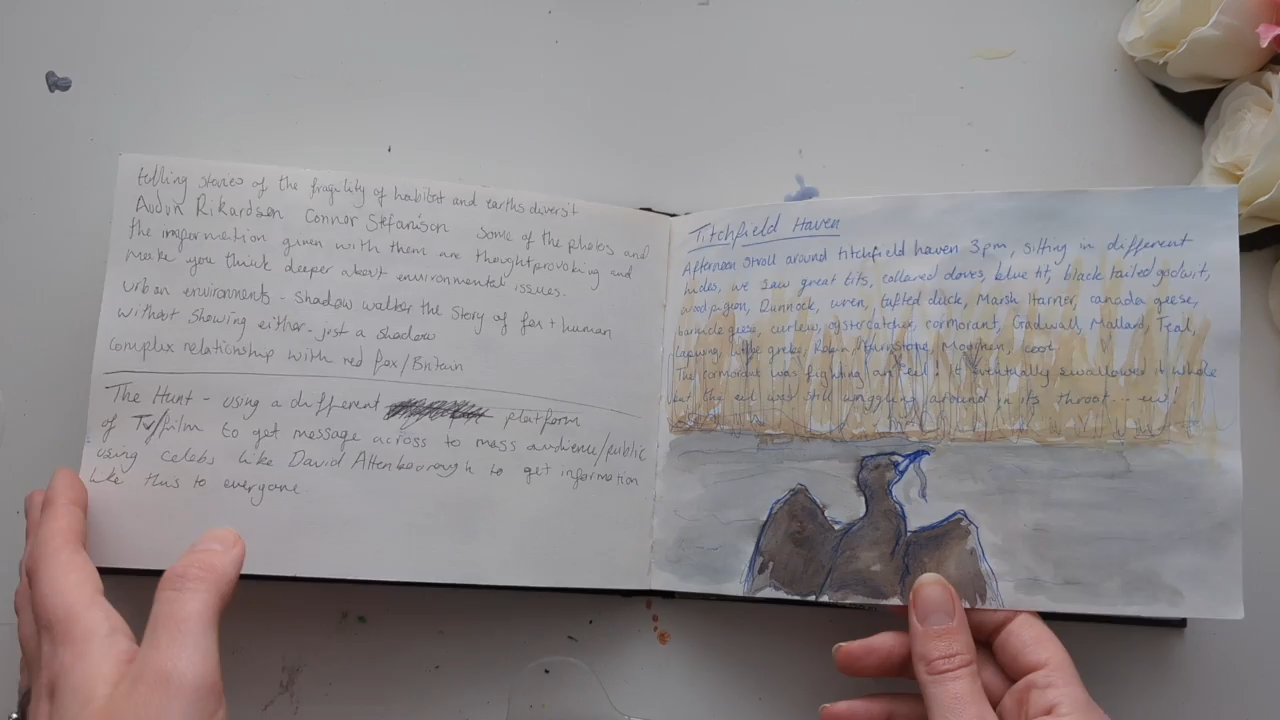 telling stories of the fragility of habitat and earths diversit
Audun Rikardsen Connor Stefanison some of the photos and
the imformation given with them are thoughtprovoking and
make you think deeper about environmental issues.
urban environments - shadow walker the story of fox + human
without showing either - just a shadow
complex relationship with red fox/Britain
The Hunt - using a different platform
of TV/film to get message across to mass audience/public
using celebs like David Attenboorough to get information
like this to everyone
Titchfield Haven
Afternoon stroll around titchfield haven 3pm, sitting in different
hides, we saw great tits, collared doves, blue tit, black tailed godwit,
wood pigeon, Dunnock, wren, tufted duck, Marsh Harrier, canada geese,
barnacle geese, curlew, oystercatcher, cormorant, Gadwall, Mallard, Teal,
Lapwing, little grebe, Robin, turnstone, Moorhen, coot.
The cormorant was fighting an eel! It eventually swallowed it whole
but the eel was still wriggling around in its throat... ew!